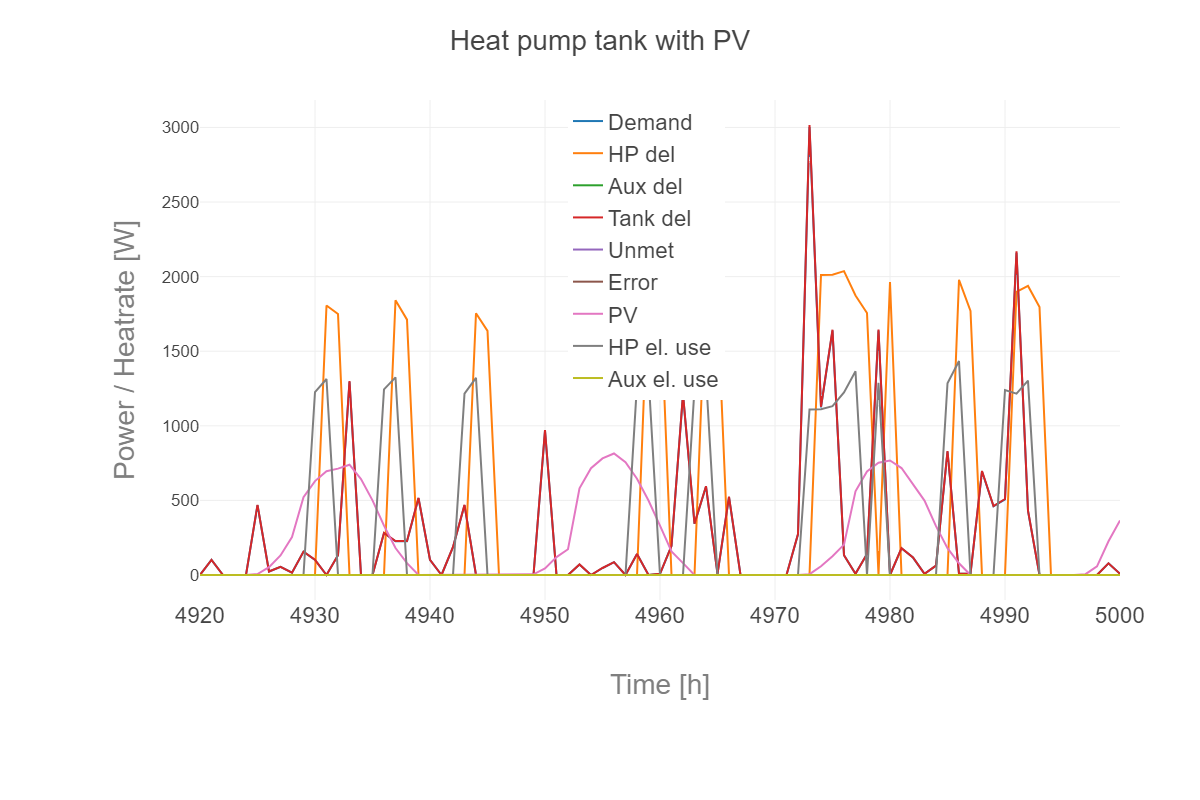 Heat pump tank with PV
Power / Heatrate [W]
3000
2500
2000
1500
1000
500
0
Demand
HP del
Aux del
Tank del
Unmet
Error
PV
HP el. use
Aux el. use
4920 4930 4940 4950 4960 4970 4980 4990 5000
Time [h]